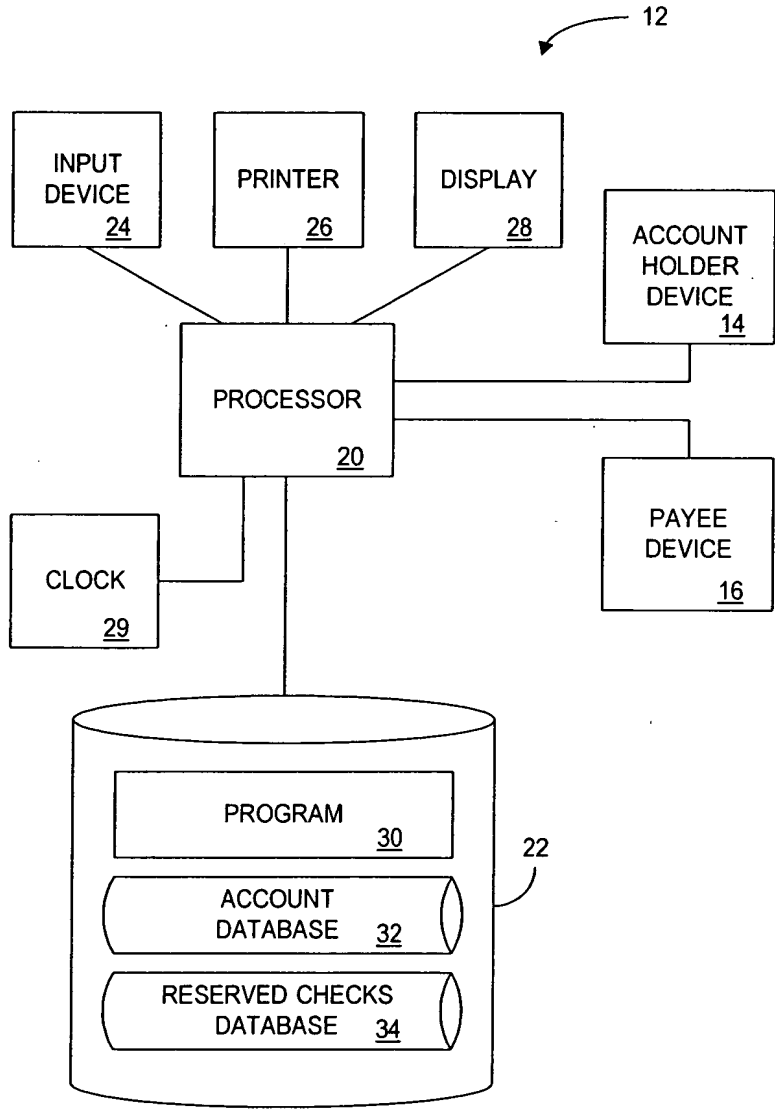 12
INPUT
DEVICE
24
PRINTER
26
DISPLAY
28
ACCOUNT
HOLDER
DEVICE
14
PROCESSOR
20
PAYEE
DEVICE
16
CLOCK
29
PROGRAM
30
22
ACCOUNT
DATABASE 32
RESERVED CHECKS
DATABASE 34